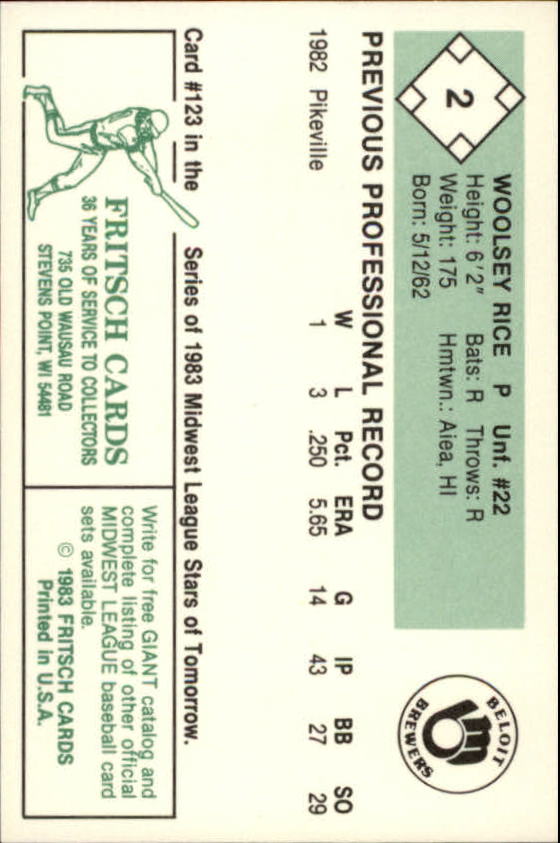 2
WOOLSEY RICE P Unf. #22
Height: 6'2" Bats: R Throws: R
Weight: 175 Hmtwn.: Aiea, HI
Born: 5/12/62
BELOIT
BREWERS
PREVIOUS PROFESSIONAL RECORD
W L Pct. ERA G IP BB SO
1982 Pikeville 1 3 .250 5.65 14 43 27 29
Card #123 in the Series of 1983 Midwest League Stars of Tomorrow.
FRITSCH CARDS
36 YEARS OF SERVICE TO COLLECTORS
735 OLD WAUSAU ROAD
STEVENS POINT, WI 54481
Write for free GIANT catalog and
complete listing of other official
MIDWEST LEAGUE baseball card
sets available.
© 1983 FRITSCH CARDS
Printed in U.S.A.